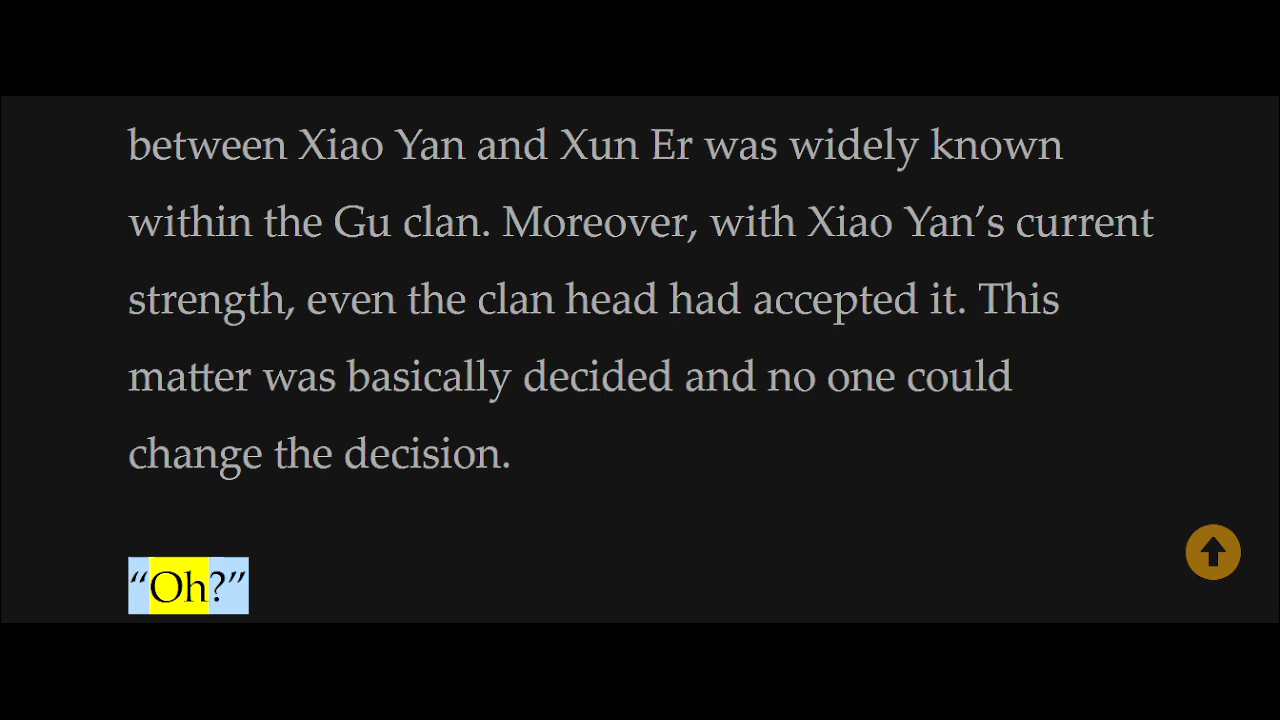 between Xiao Yan and Xun Er was widely known
within the Gu clan. Moreover, with Xiao Yan’s current
strength, even the clan head had accepted it. This
matter was basically decided and no one could
change the decision.
“Oh?”